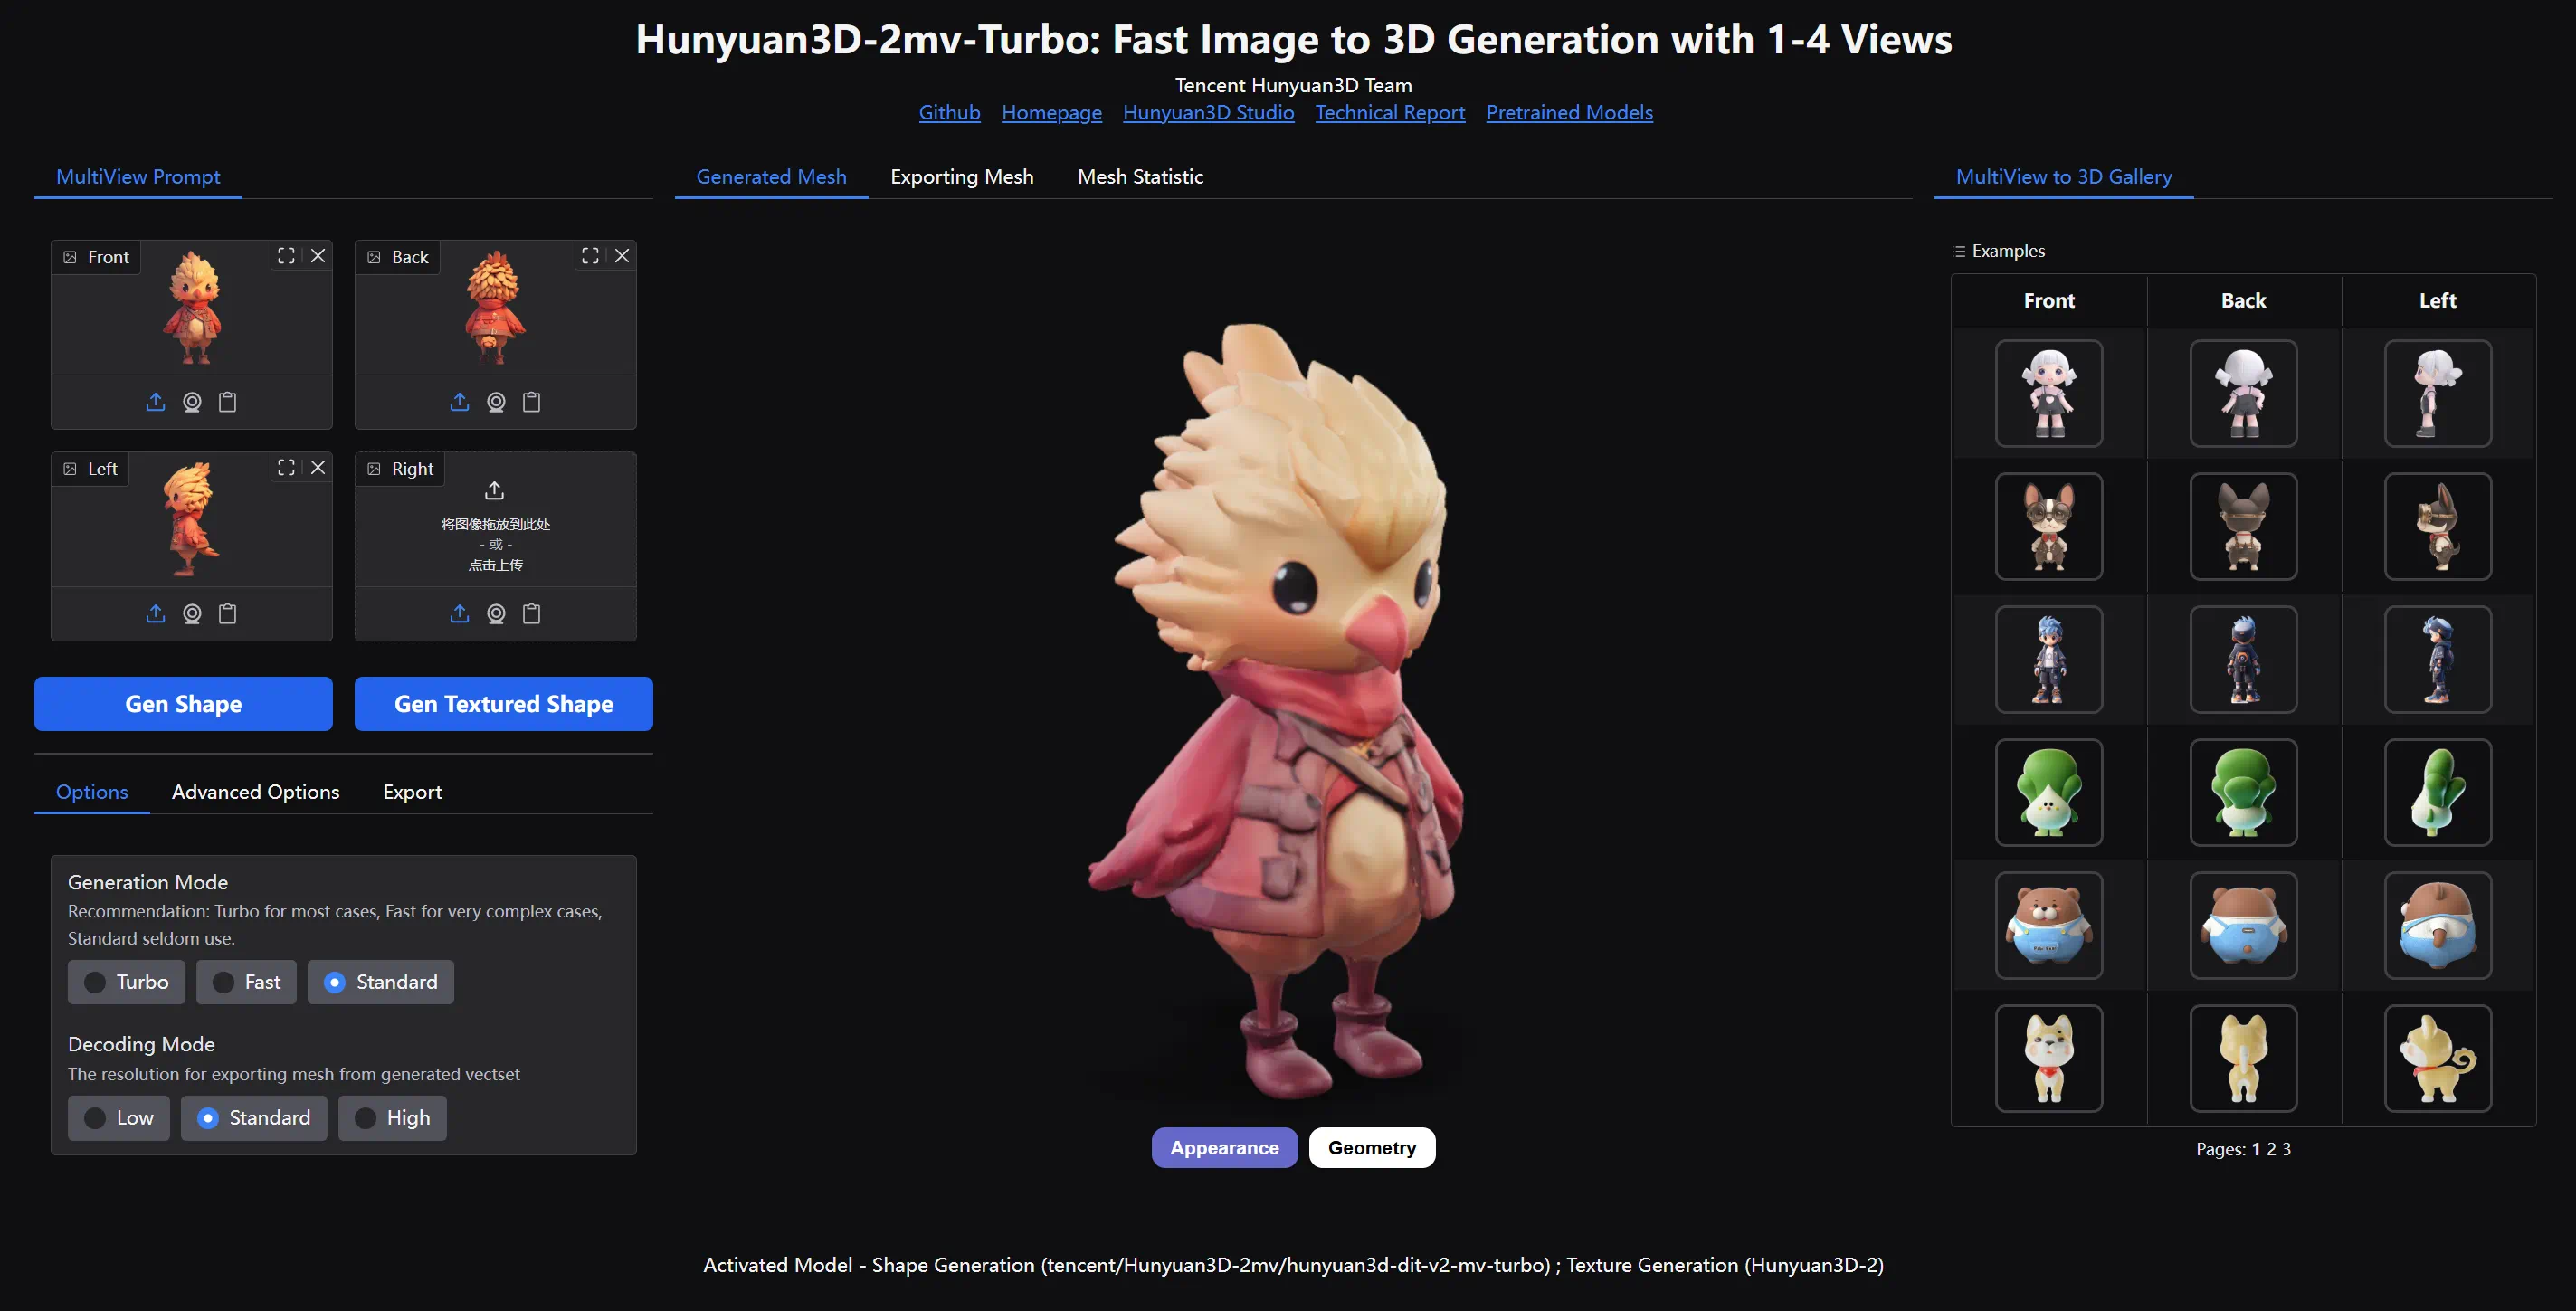 Hunyuan3D-2mv-Turbo: Fast Image to 3D Generation with 1-4 Views
Tencent Hunyuan3D Team
Github Homepage Hunyuan3D Studio Technical Report Pretrained Models
MultiView Prompt
Front
Back
Left
Right
将图像拖放到此处
- 或 -
点击上传
Gen Shape
Gen Textured Shape
Options Advanced Options Export
Generation Mode
Recommendation: Turbo for most cases, Fast for very complex cases,
Standard seldom use.
Turbo Fast Standard
Decoding Mode
The resolution for exporting mesh from generated vectset
Low Standard High
Generated Mesh Exporting Mesh Mesh Statistic
Appearance Geometry
MultiView to 3D Gallery
Examples
Front Back Left
Pages: 1 2 3
Activated Model - Shape Generation (tencent/Hunyuan3D-2mv/hunyuan3d-dit-v2-mv-turbo) ; Texture Generation (Hunyuan3D-2)